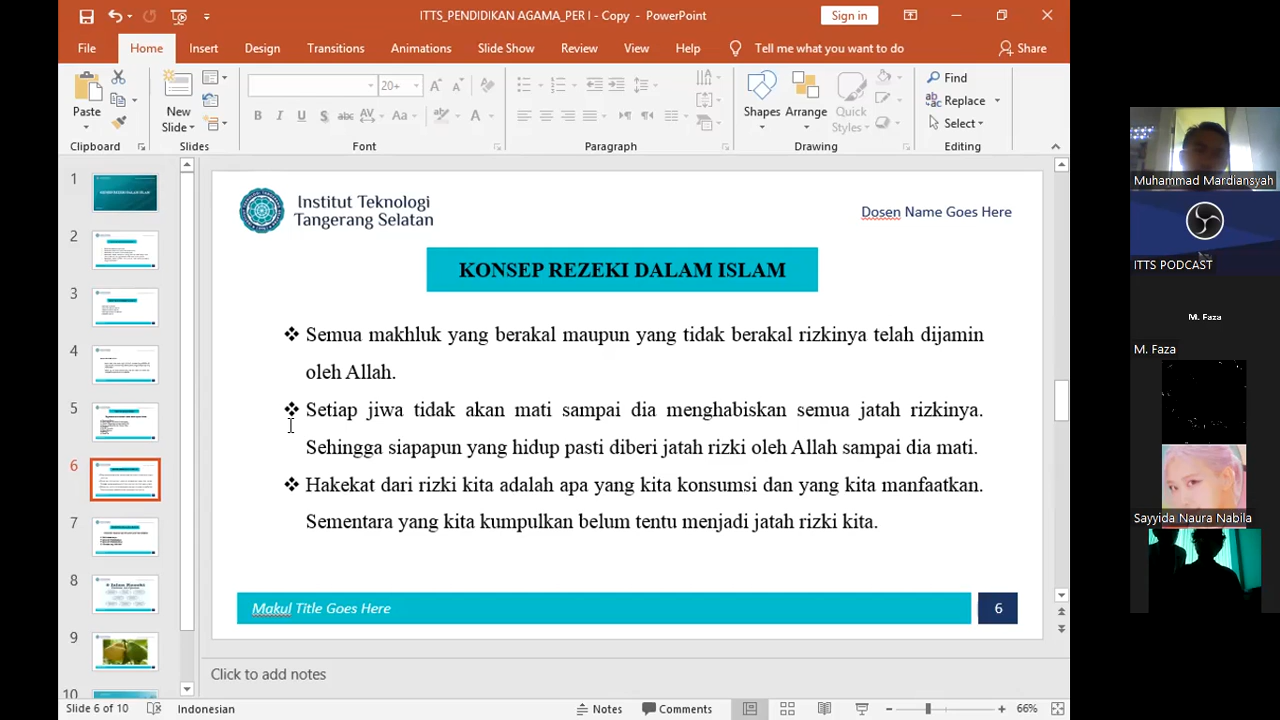 ITTS_PENDIDIKAN AGAMA_PER I - Copy - PowerPoint
Sign in
File Home Insert Design Transitions Animations Slide Show Review View Help Tell me what you want to do Share
20+
Find
Replace
Select
Paste
New
Slide
Shapes
Arrange
Quick
Styles
Clipboard
Slides
Font
Paragraph
Drawing
Editing
1
2
3
4
5
6
7
8
9
10
Institut Teknologi
Tangerang Selatan
Dosen Name Goes Here
KONSEP REZEKI DALAM ISLAM
❖ Semua makhluk yang berakal maupun yang tidak berakal rizkinya telah dijamin
oleh Allah.
❖ Setiap jiwa tidak akan mati sampai dia menghabiskan semua jatah rizkinya.
Sehingga siapapun yang hidup pasti diberi jatah rizki oleh Allah sampai dia mati.
❖ Hakekat dari rizki kita adalah apa yang kita konsumsi dan yang kita manfaatkan.
Sementara yang kita kumpulkan belum tentu menjadi jatah rizki kita.
Makul Title Goes Here
6
Click to add notes
Slide 6 of 10
Indonesian
Notes
Comments
66%
Muhammad Mardiansyah
ITTS PODCAST
M. Faza
M. Faza
Sayyida Naura Nabila